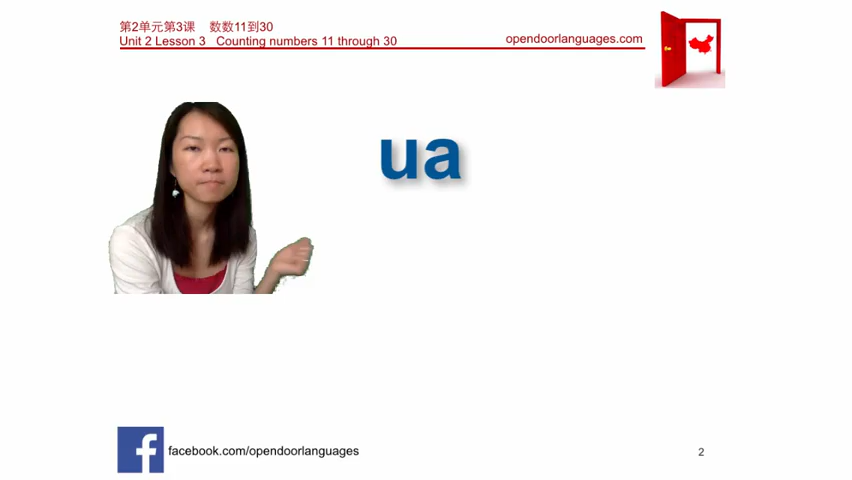 第2单元第3课 数数11到30
Unit 2 Lesson 3 Counting numbers 11 through 30
opendoorlanguages.com
ua
facebook.com/opendoorlanguages
2